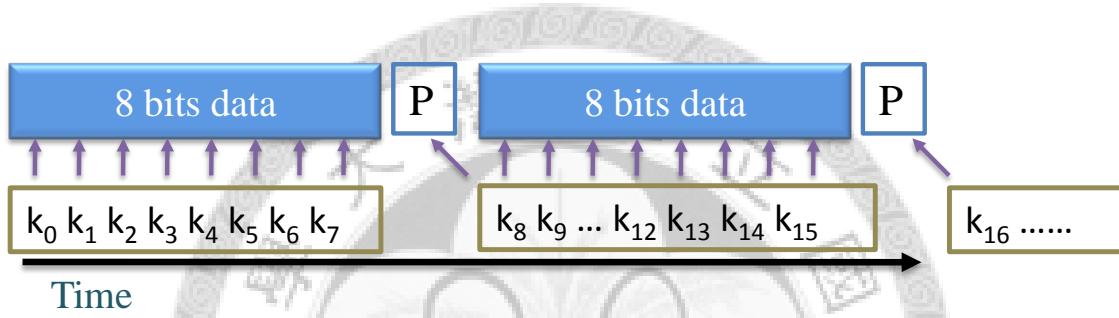 8 bits data P 8 bits data P
k₀ k₁ k₂ k₃ k₄ k₅ k₆ k₇ k₈ k₉ ... k₁₂ k₁₃ k₁₄ k₁₅ k₁₆ ......
Time